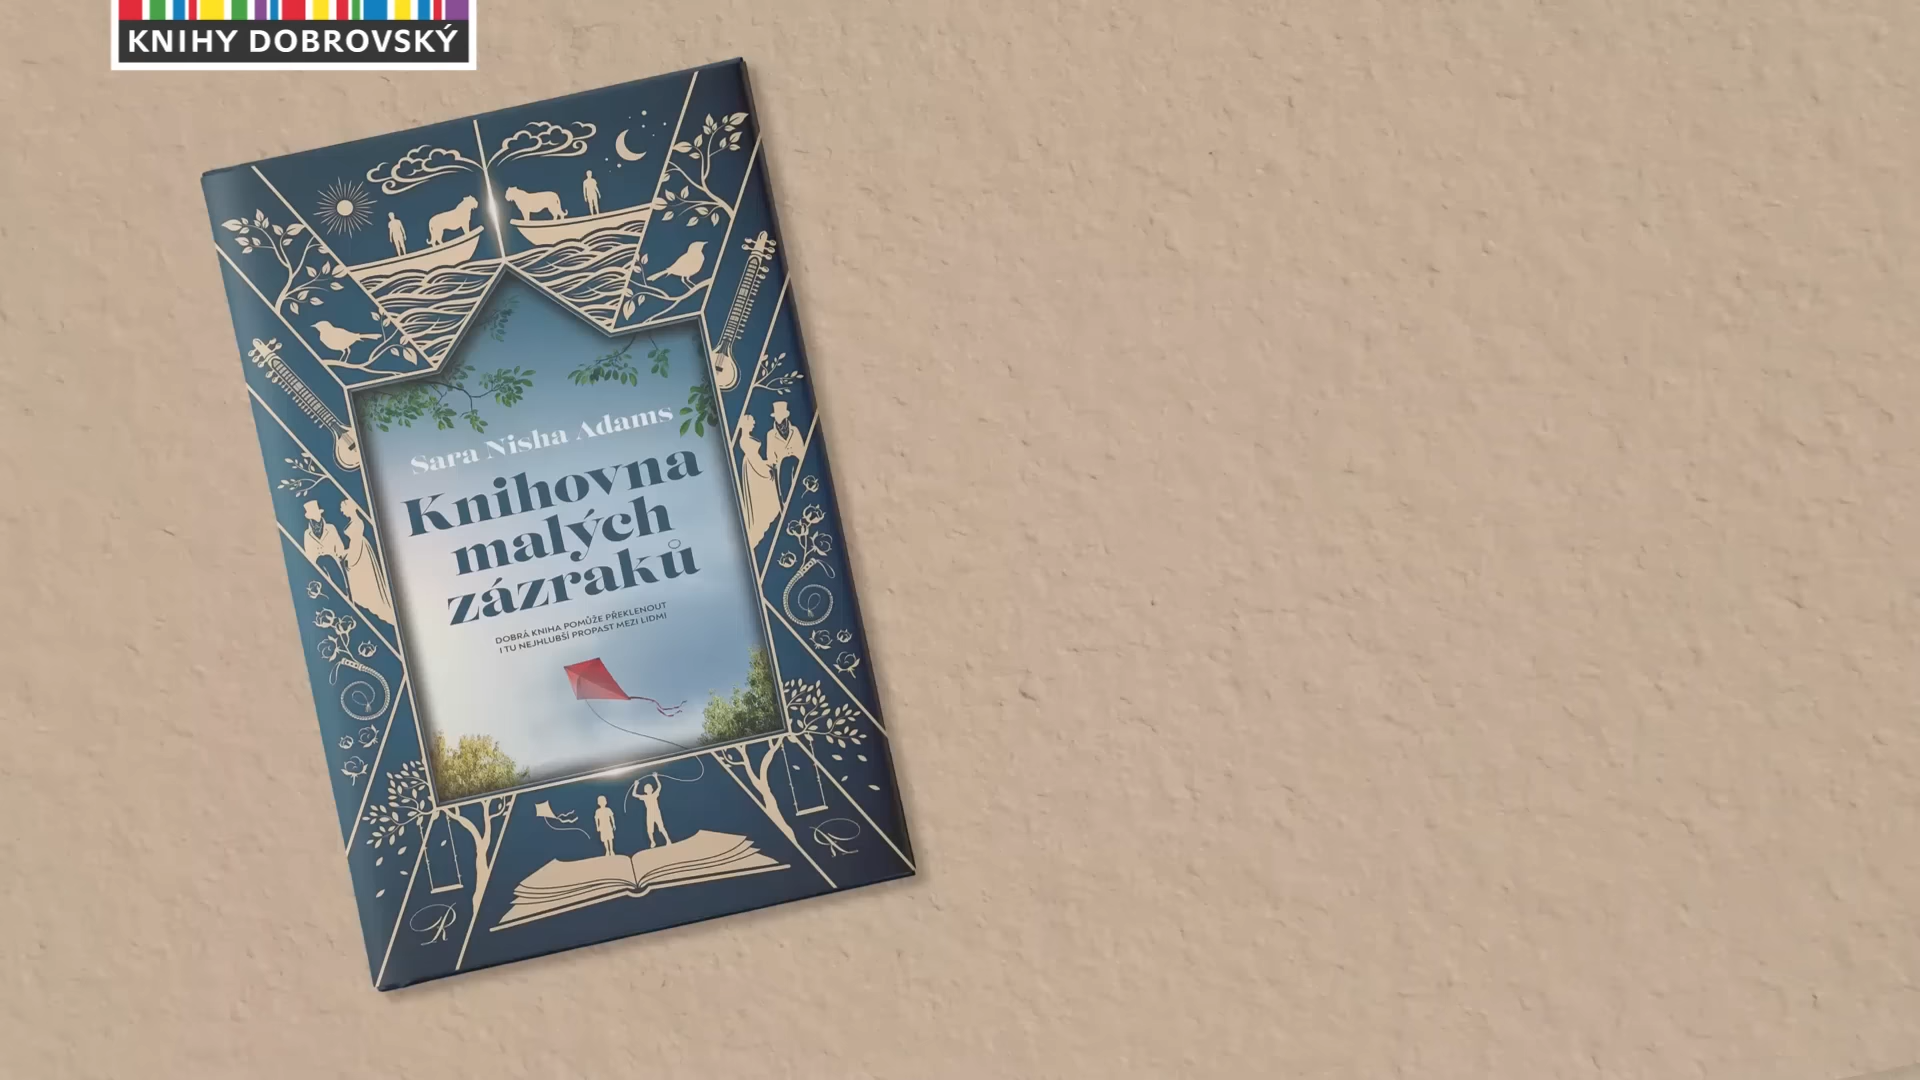 KNIHY DOBROVSKÝ
Sara Nisha Adams
Knihovna
malých
zázraků
DOBRÁ KNIHA POMŮŽE PŘEKLENOUT
I TU NEJHLUBŠÍ PROPAST MEZI LIDMI
R
R